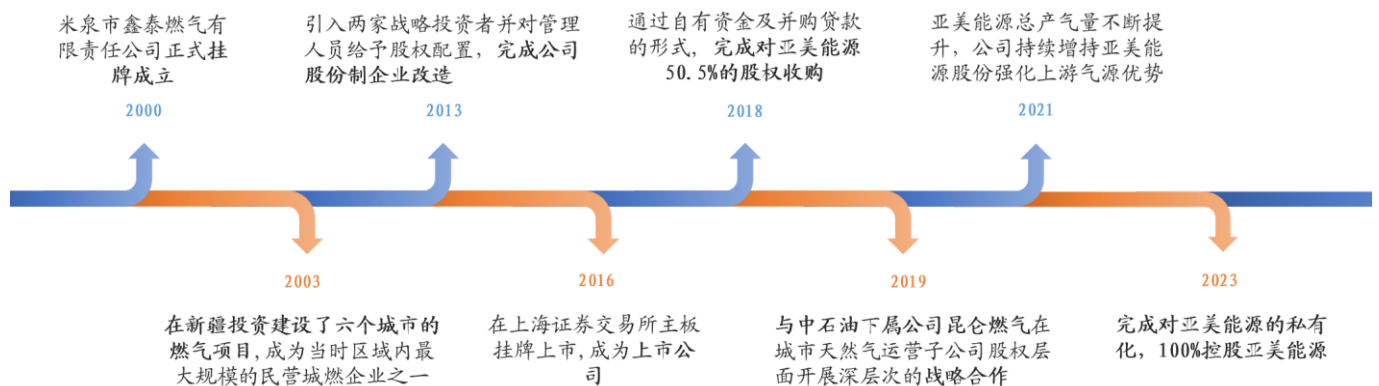 米泉市鑫泰燃气有
限责任公司正式挂
牌成立
2000
引入两家战略投资者并对管理
人员给予股权配置，完成公司
股份制企业改造
2013
通过自有资金及并购贷款
的形式，完成对亚美能源
50.5%的股权收购
2018
亚美能源总产气量不断提
升，公司持续增持亚美能
源股份强化上游气源优势
2021
2003
在新疆投资建设了六个城市的
燃气项目,成为当时区域内最
大规模的民营城燃企业之一
2016
在上海证券交易所主板
挂牌上市,成为上市公
司
2019
与中石油下属公司昆仑燃气在
城市天然气运营子公司股权层
面开展深层次的战略合作
2023
完成对亚美能源的私有
化，100%控股亚美能源